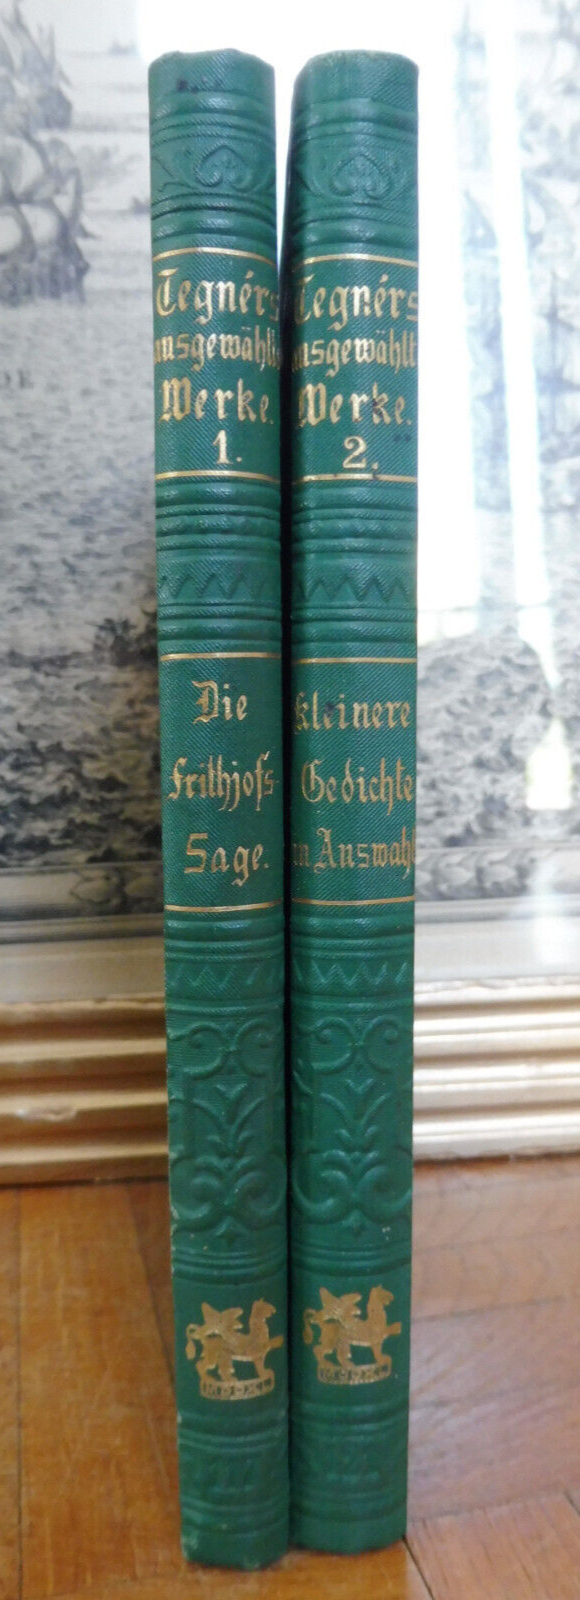 Tegnérs
ausgewählte
Werke.
1.
Die
Frithjofs-
Sage.
Tegnérs
ausgewählte
Werke.
2.
Kleinere
Gedichte
in Auswahl